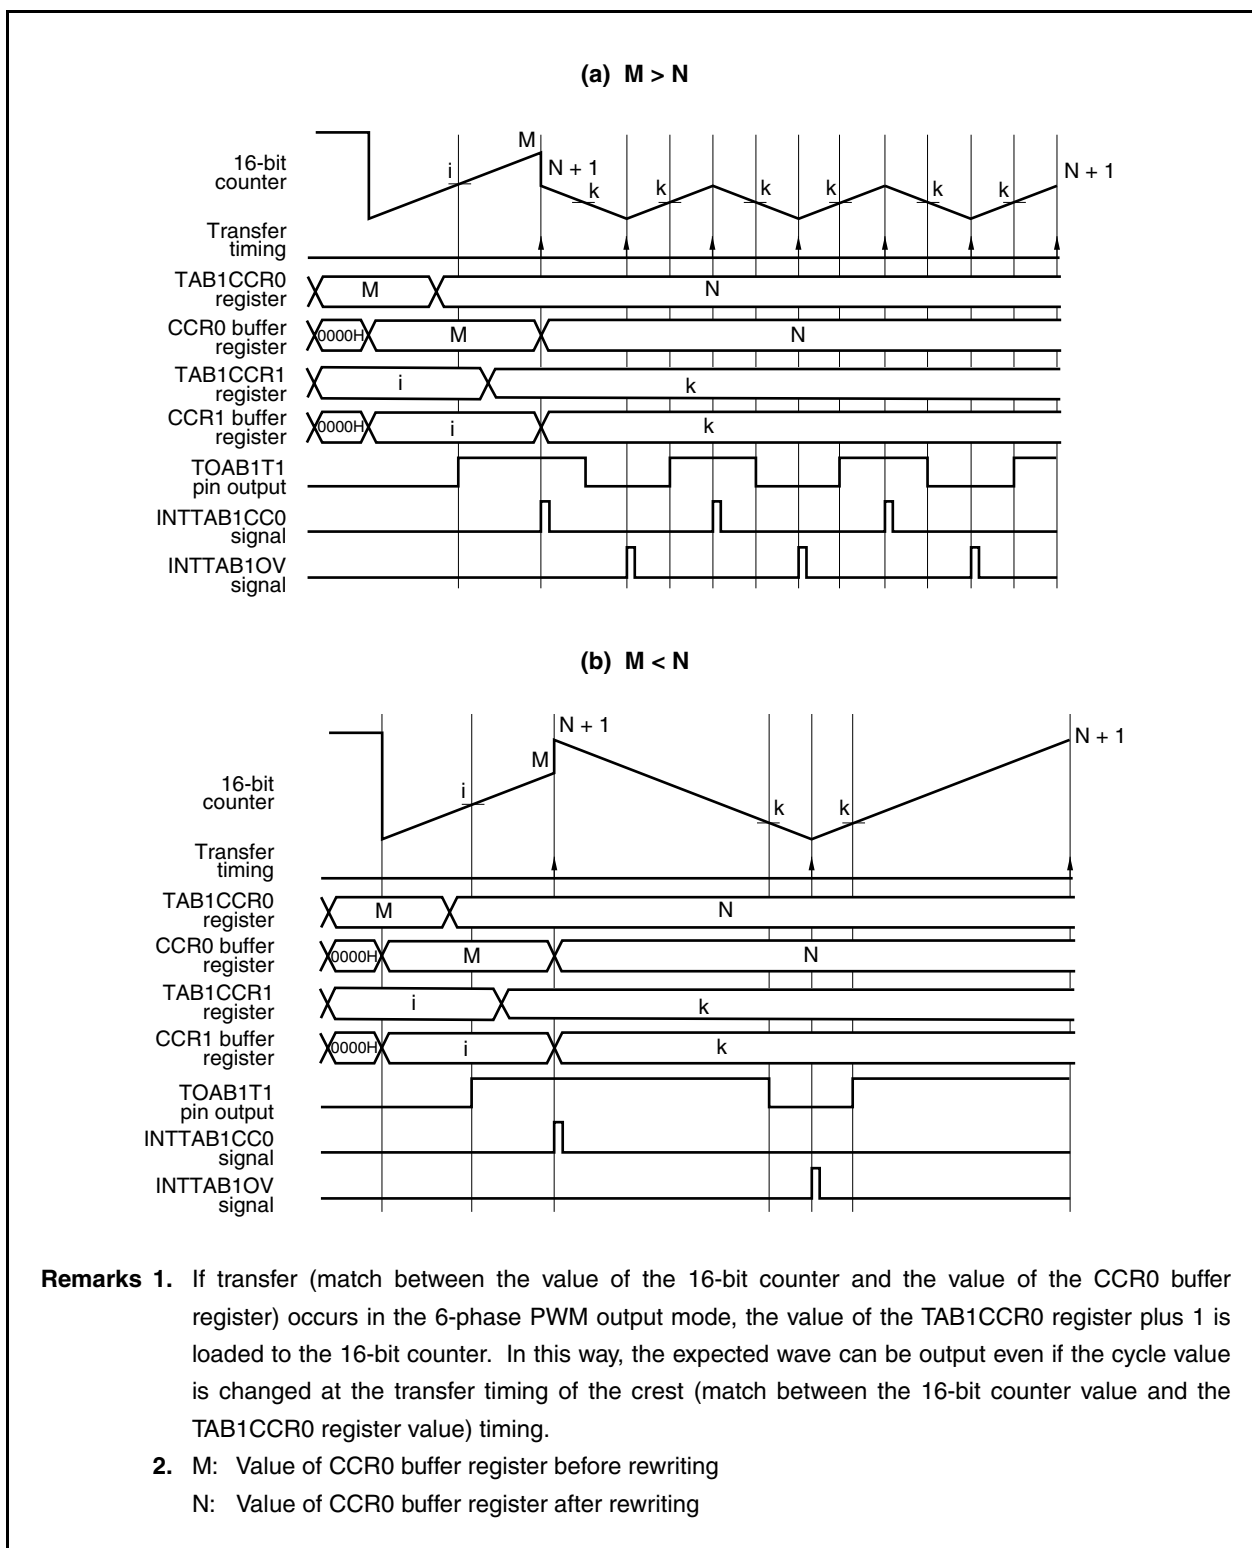 (a) M > N
M
i
N + 1
k
k
k
k
k
k
N + 1
16-bit
counter
Transfer
timing
TAB1CCR0
register
M
N
CCR0 buffer
register
0000H
M
N
TAB1CCR1
register
i
k
CCR1 buffer
register
0000H
i
k
TOAB1T1
pin output
INTTAB1CC0
signal
INTTAB1OV
signal
(b) M < N
N + 1
N + 1
M
i
k
k
16-bit
counter
Transfer
timing
TAB1CCR0
register
M
N
CCR0 buffer
register
0000H
M
N
TAB1CCR1
register
i
k
CCR1 buffer
register
0000H
i
k
TOAB1T1
pin output
INTTAB1CC0
signal
INTTAB1OV
signal
Remarks 1. If transfer (match between the value of the 16-bit counter and the value of the CCR0 buffer
register) occurs in the 6-phase PWM output mode, the value of the TAB1CCR0 register plus 1 is
loaded to the 16-bit counter. In this way, the expected wave can be output even if the cycle value
is changed at the transfer timing of the crest (match between the 16-bit counter value and the
TAB1CCR0 register value) timing.
2. M: Value of CCR0 buffer register before rewriting
N: Value of CCR0 buffer register after rewriting